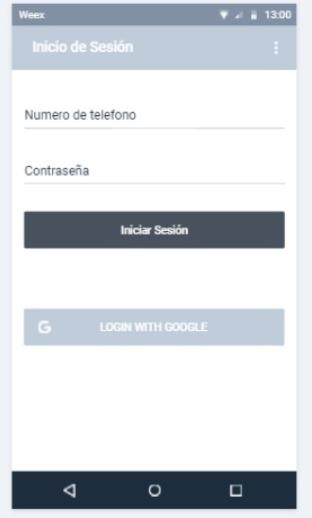 Weex 13:00
Inicio de Sesión
Numero de telefono
Contraseña
Iniciar Sesión
G LOGIN WITH GOOGLE